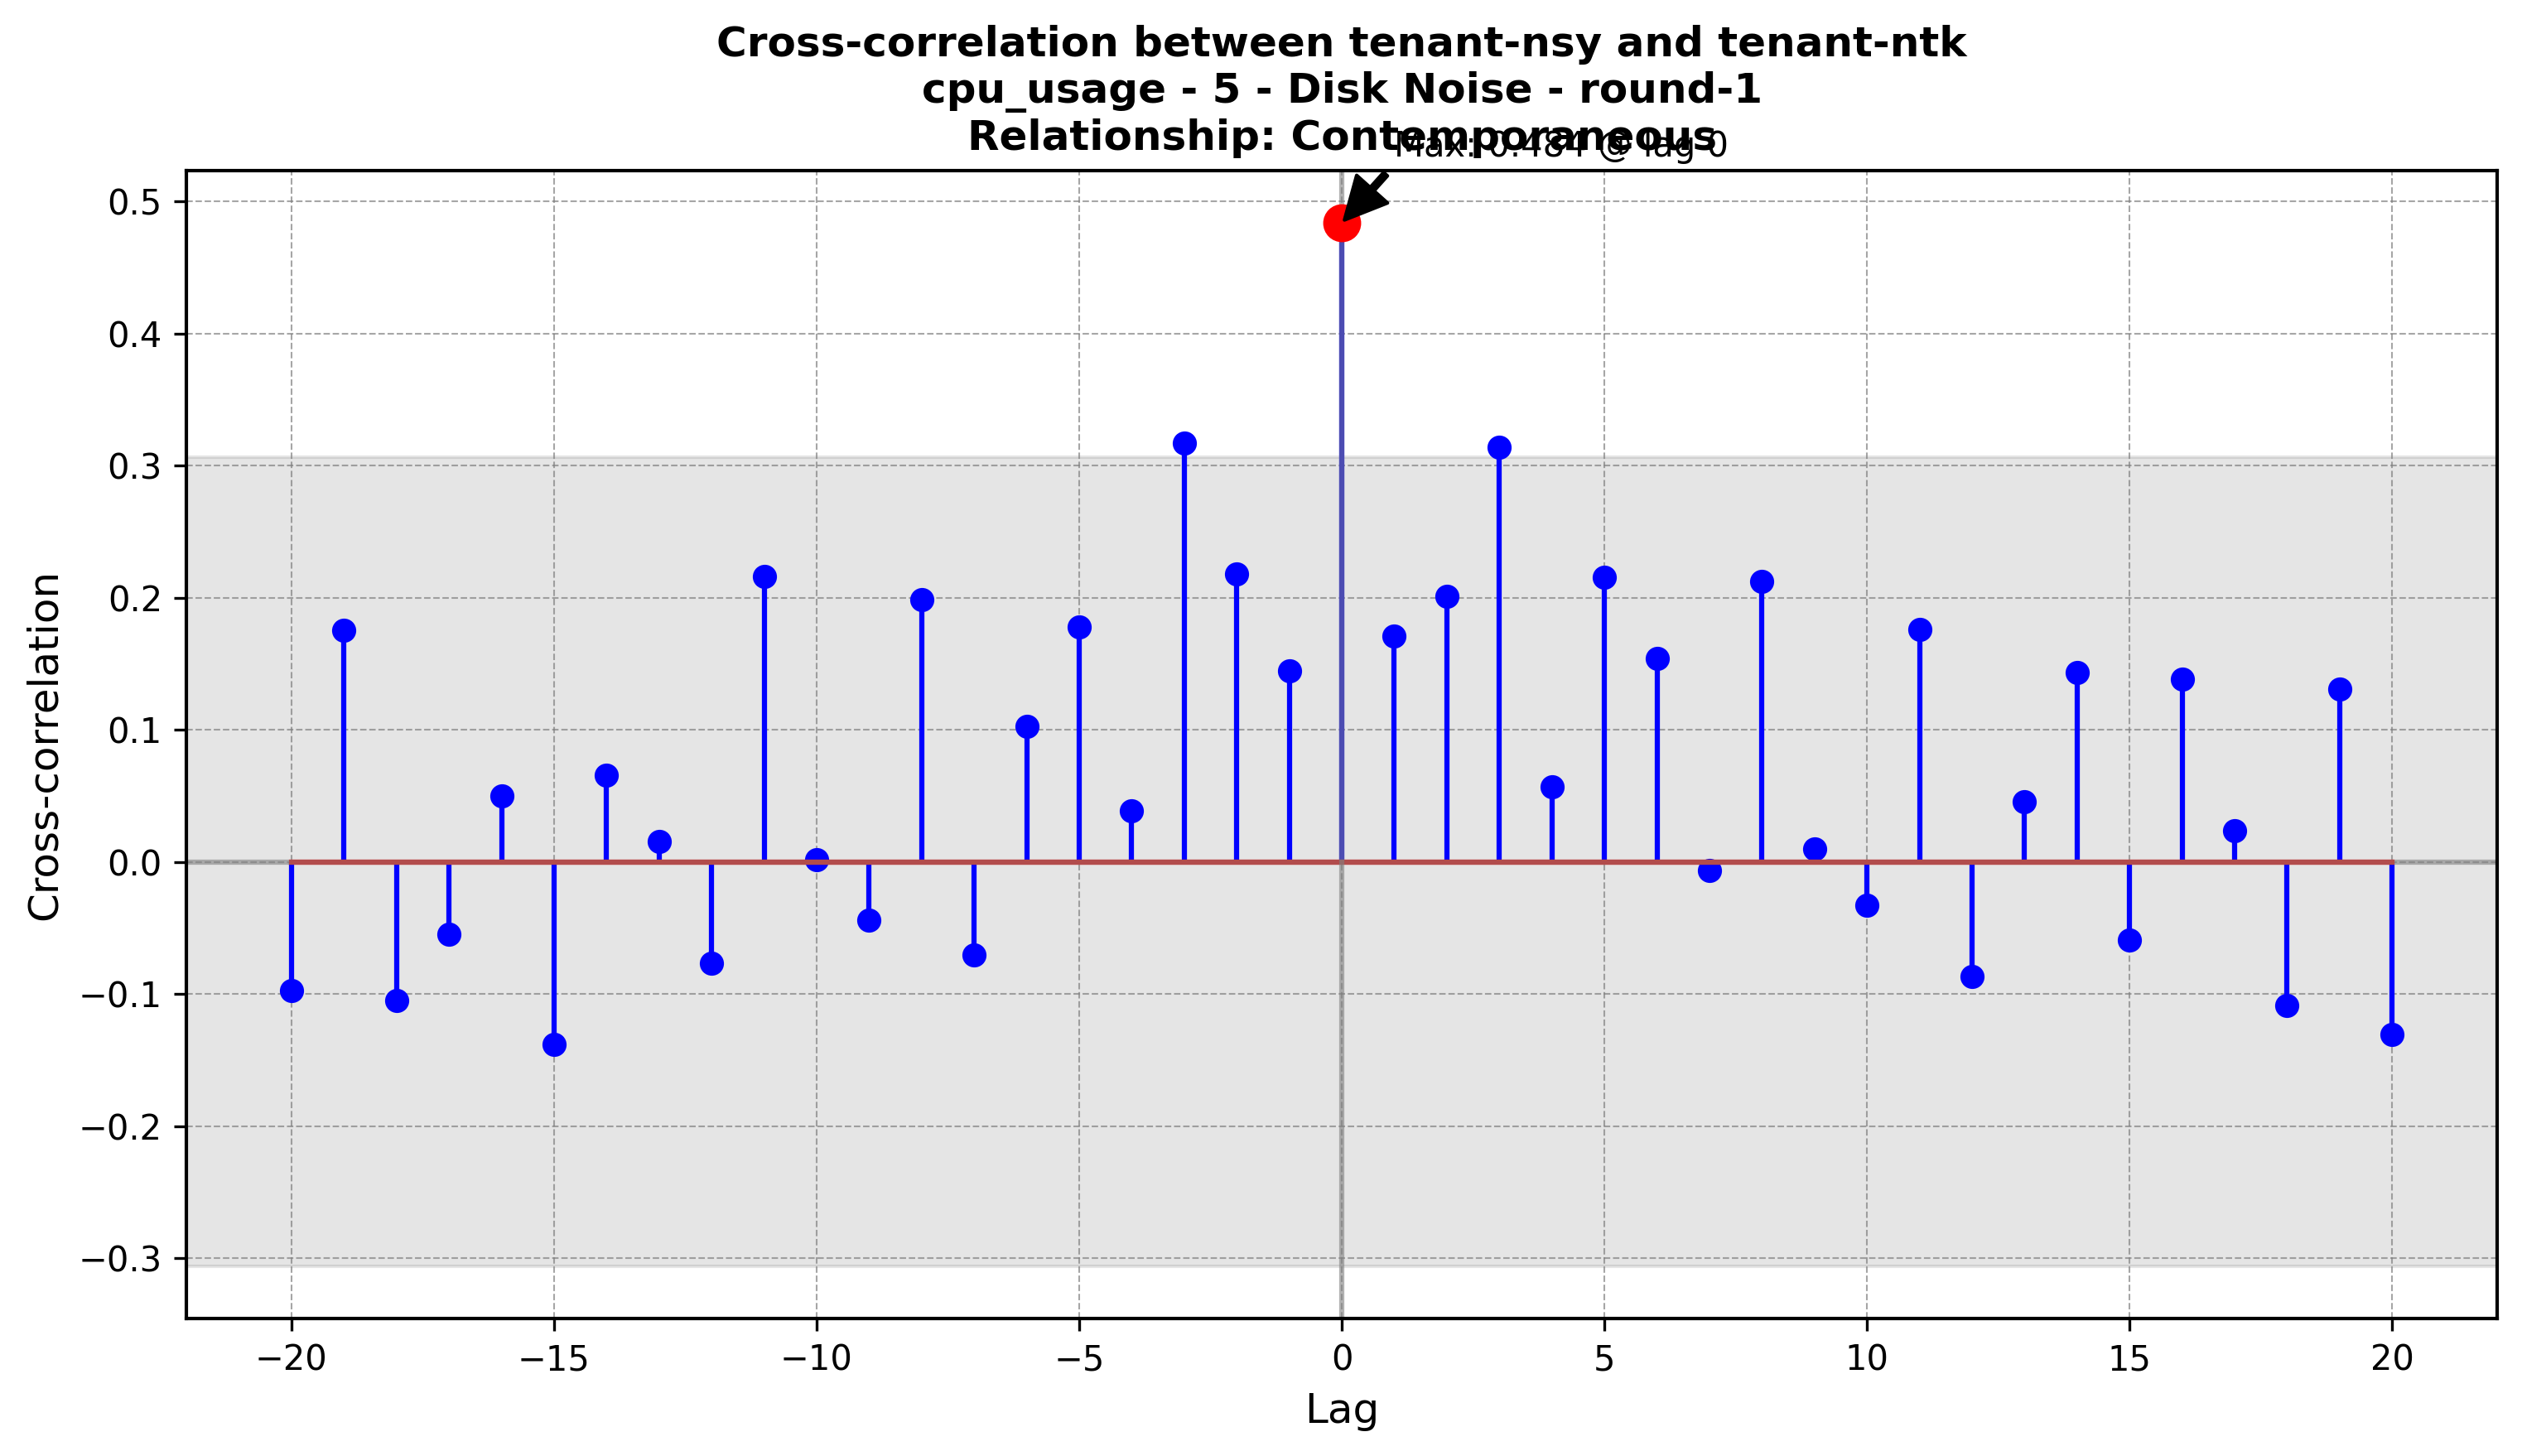 Cross-correlation between tenant-nsy and tenant-ntk
cpu_usage - 5 - Disk Noise - round-1
Relationship: Contemporaneous
Max: 0.484 @ lag 0
0.5
0.4
0.3
0.2
0.1
0.0
−0.1
−0.2
−0.3
Cross-correlation
−20 −15 −10 −5 0 5 10 15 20
Lag